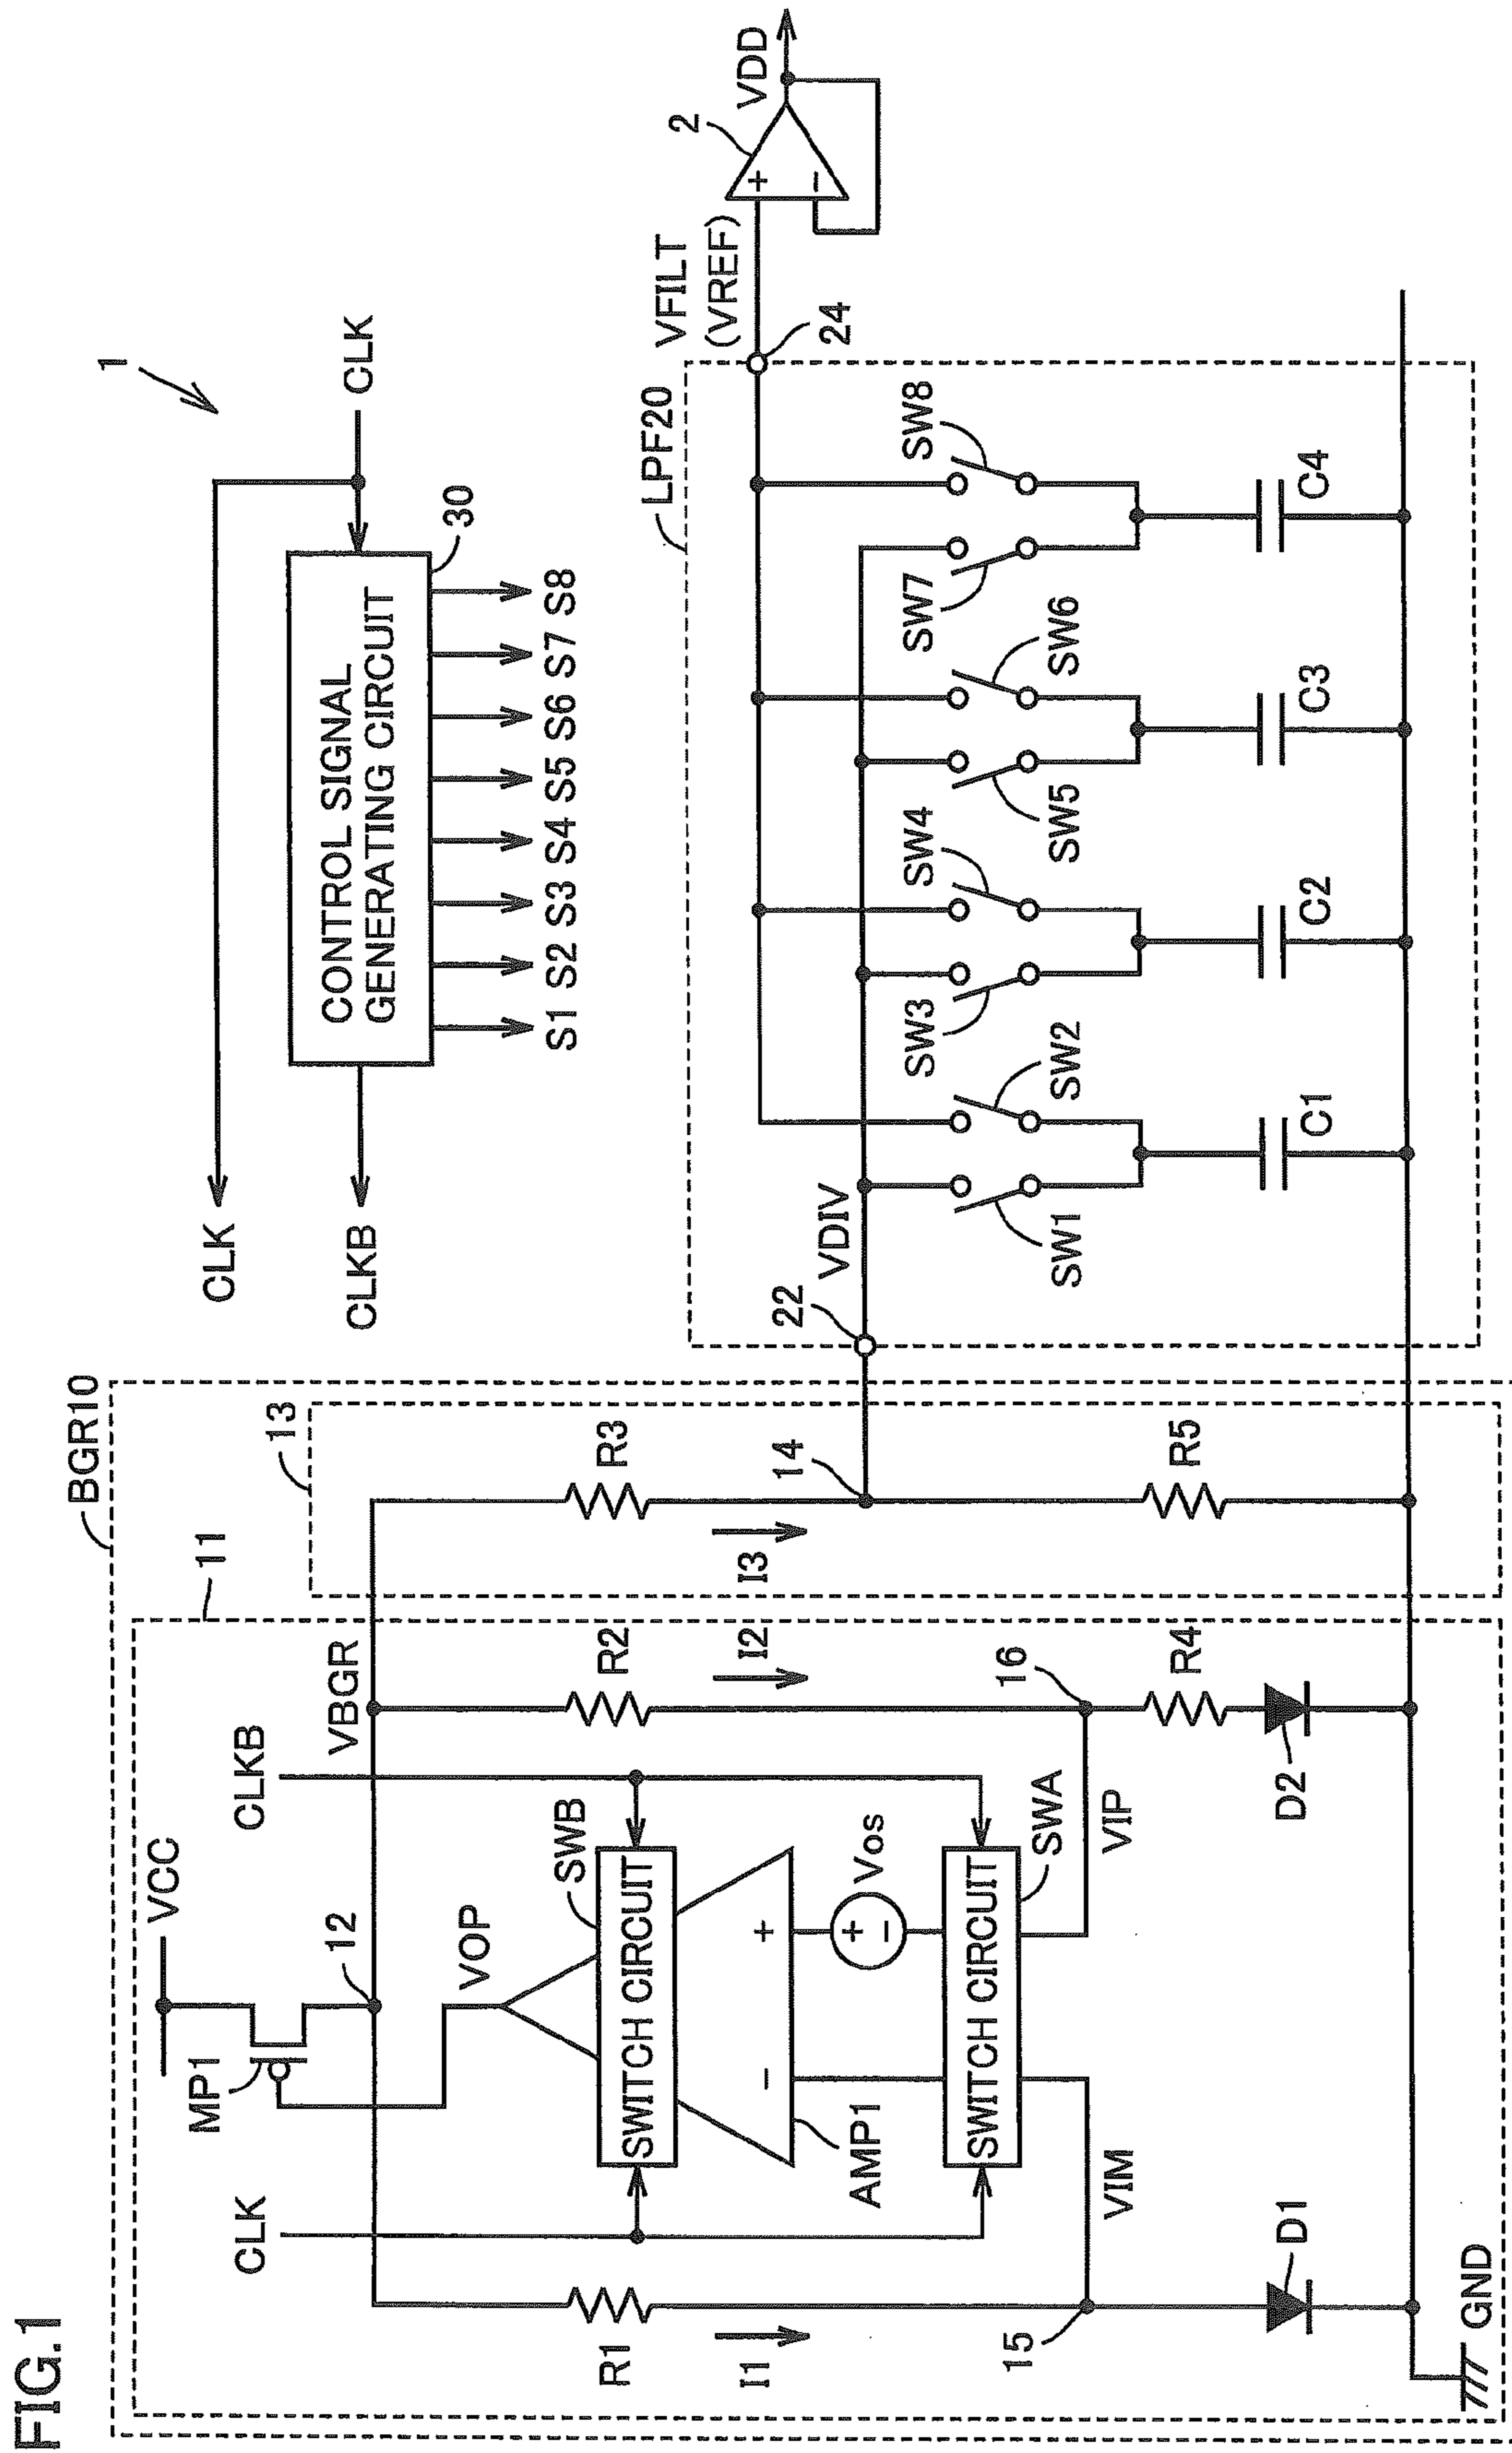 FIG.1
1
CLK
CLK
CLKB
CONTROL SIGNAL
GENERATING CIRCUIT
30
S1 S2 S3 S4 S5 S6 S7 S8
BGR10
11
13
VCC
MP1
12
VBGR
CLK
CLKB
VOP
SWB
SWITCH CIRCUIT
R1
R2
R3
I1
I2
I3
AMP1
－
＋
Vos
+
－
SWITCH CIRCUIT
SWA
14
15
16
VIM
VIP
R4
R5
D1
D2
GND
LPF20
22
VDIV
SW1
SW2
SW3
SW4
SW5
SW6
SW7
SW8
C1
C2
C3
C4
24
VFILT
(VREF)
2
+
－
VDD